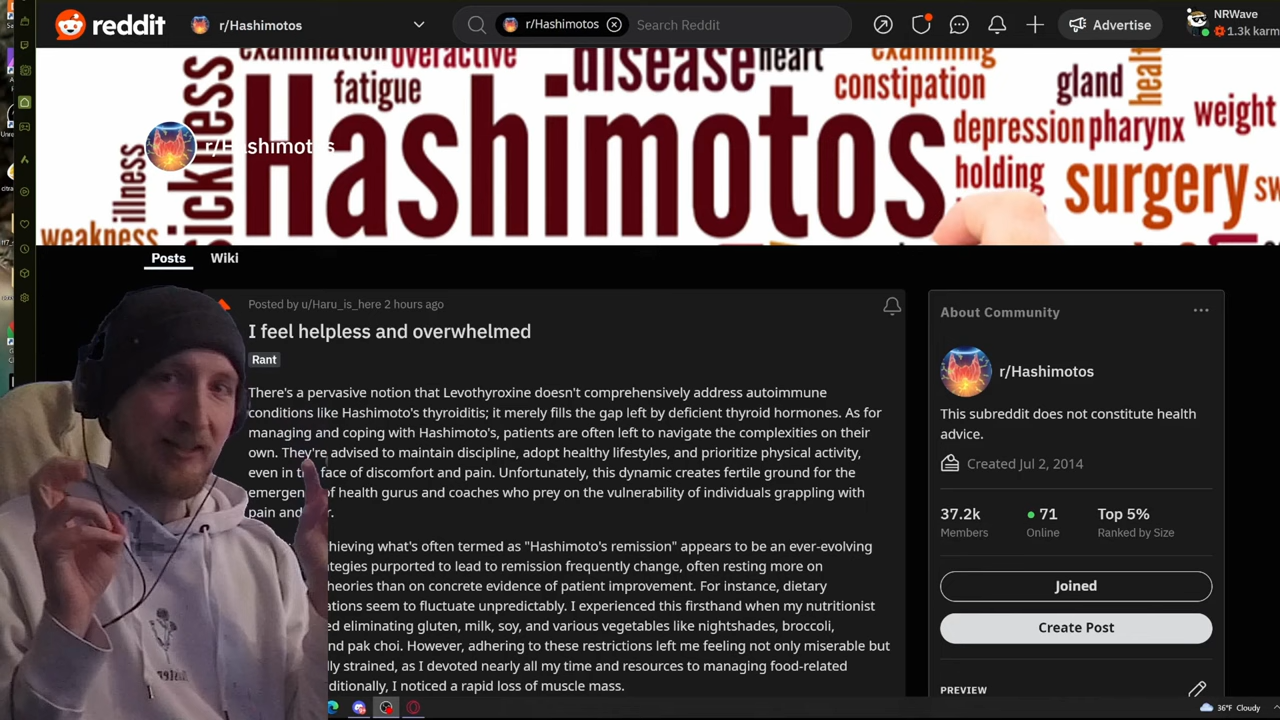 reddit
r/Hashimotos
r/Hashimotos
Search Reddit
Advertise
NRWave
1.3k karm
examination
overactive
disease
heart
examining
fatigue
constipation
gland
health
weight
sickness
illness
weakness
Hashimotos
depression
pharynx
holding
surgery
r/Hashimotos
Posts
Wiki
Posted by u/Haru_is_here 2 hours ago
I feel helpless and overwhelmed
Rant
There's a pervasive notion that Levothyroxine doesn't comprehensively address autoimmune
conditions like Hashimoto's thyroiditis; it merely fills the gap left by deficient thyroid hormones. As for
managing and coping with Hashimoto's, patients are often left to navigate the complexities on their
own. They're advised to maintain discipline, adopt healthy lifestyles, and prioritize physical activity,
even in the face of discomfort and pain. Unfortunately, this dynamic creates fertile ground for the
emergen of health gurus and coaches who prey on the vulnerability of individuals grappling with
pain and
hieving what's often termed as "Hashimoto's remission" appears to be an ever-evolving
tegies purported to lead to remission frequently change, often resting more on
heories than on concrete evidence of patient improvement. For instance, dietary
ations seem to fluctuate unpredictably. I experienced this firsthand when my nutritionist
ed eliminating gluten, milk, soy, and various vegetables like nightshades, broccoli,
nd pak choi. However, adhering to these restrictions left me feeling not only miserable but
lly strained, as I devoted nearly all my time and resources to managing food-related
ditionally, I noticed a rapid loss of muscle mass.
About Community
r/Hashimotos
This subreddit does not constitute health
advice.
Created Jul 2, 2014
37.2k
71
Top 5%
Members
Online
Ranked by Size
Joined
Create Post
PREVIEW
36°F Cloudy